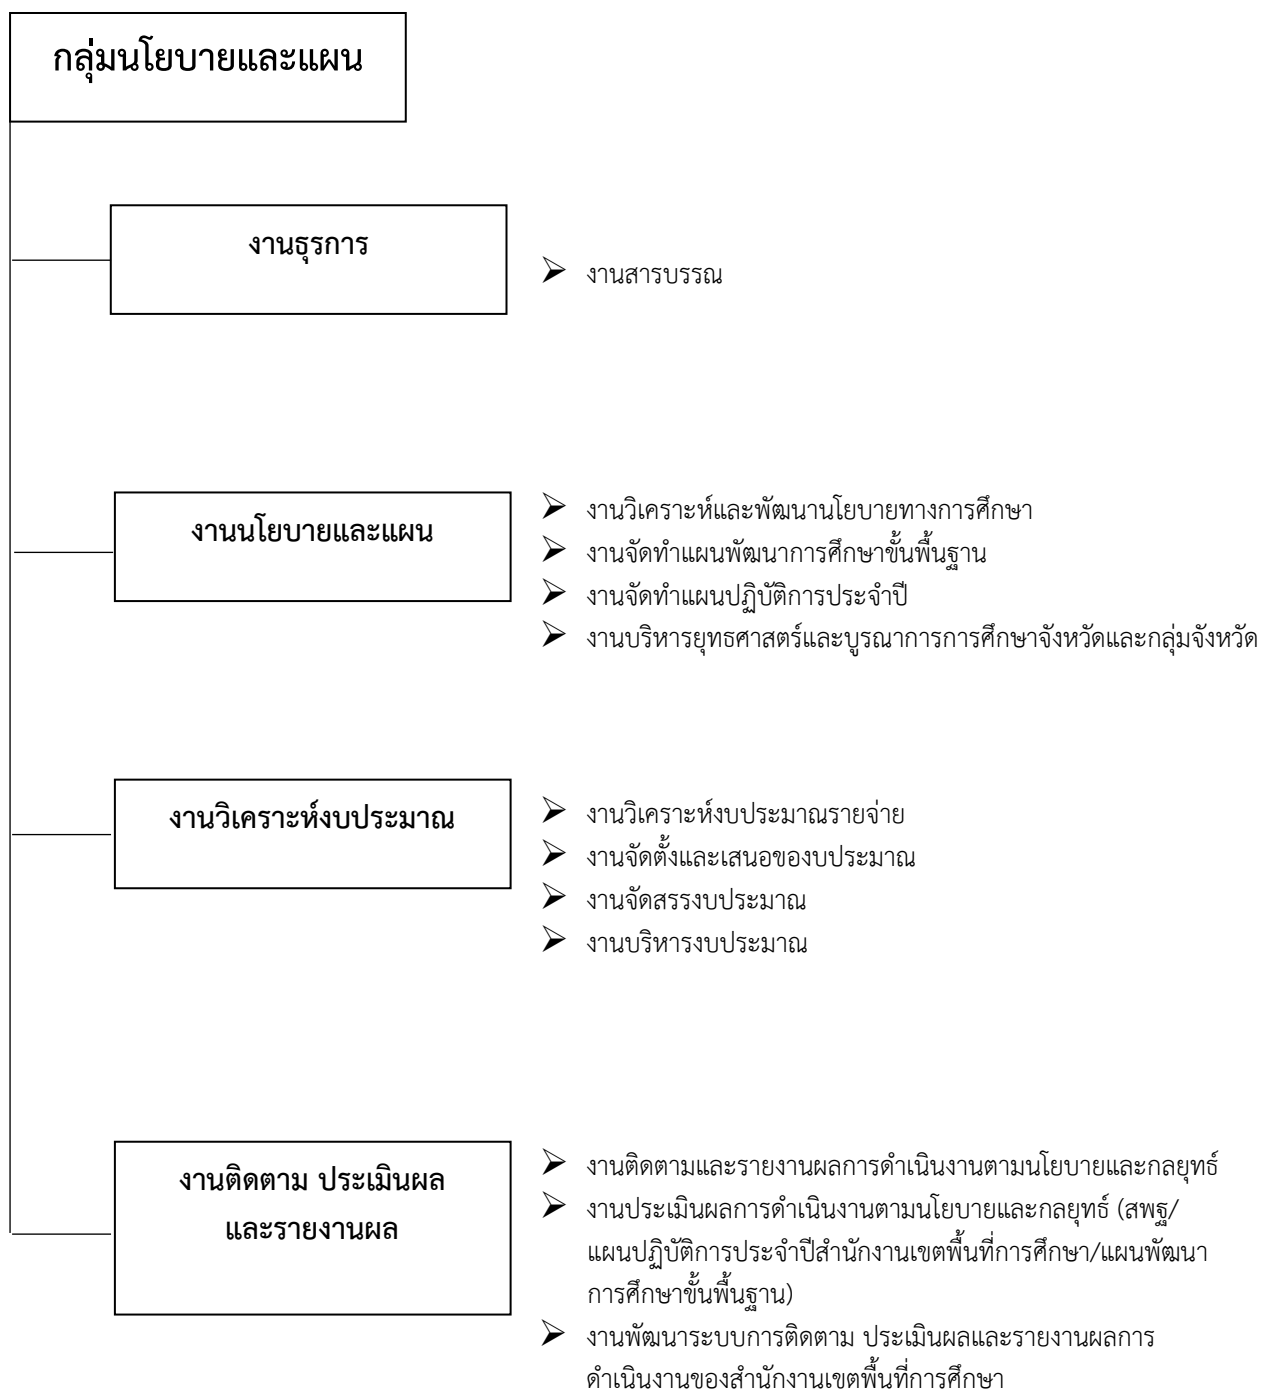 กลุ่มนโยบายและแผน
งานธุรการ
งานสารบรรณ
งานนโยบายและแผน
งานวิเคราะห์และพัฒนานโยบายทางการศึกษา
งานจัดทำแผนพัฒนาการศึกษาขั้นพื้นฐาน
งานจัดทำแผนปฏิบัติการประจำปี
งานบริหารยุทธศาสตร์และบูรณาการการศึกษาจังหวัดและกลุ่มจังหวัด
งานวิเคราะห์งบประมาณ
งานวิเคราะห์งบประมาณรายจ่าย
งานจัดตั้งและเสนอของบประมาณ
งานจัดสรรงบประมาณ
งานบริหารงบประมาณ
งานติดตาม ประเมินผล
และรายงานผล
งานติดตามและรายงานผลการดำเนินงานตามนโยบายและกลยุทธ์
งานประเมินผลการดำเนินงานตามนโยบายและกลยุทธ์ (สพฐ/
แผนปฏิบัติการประจำปีสำนักงานเขตพื้นที่การศึกษา/แผนพัฒนา
การศึกษาขั้นพื้นฐาน)
งานพัฒนาระบบการติดตาม ประเมินผลและรายงานผลการ
ดำเนินงานของสำนักงานเขตพื้นที่การศึกษา